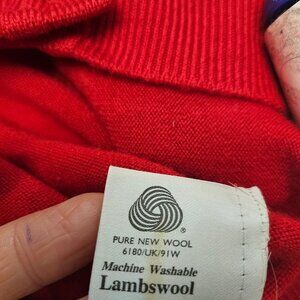 PURE NEW WOOL
6180/UK/91W
Machine Washable
Lambswool